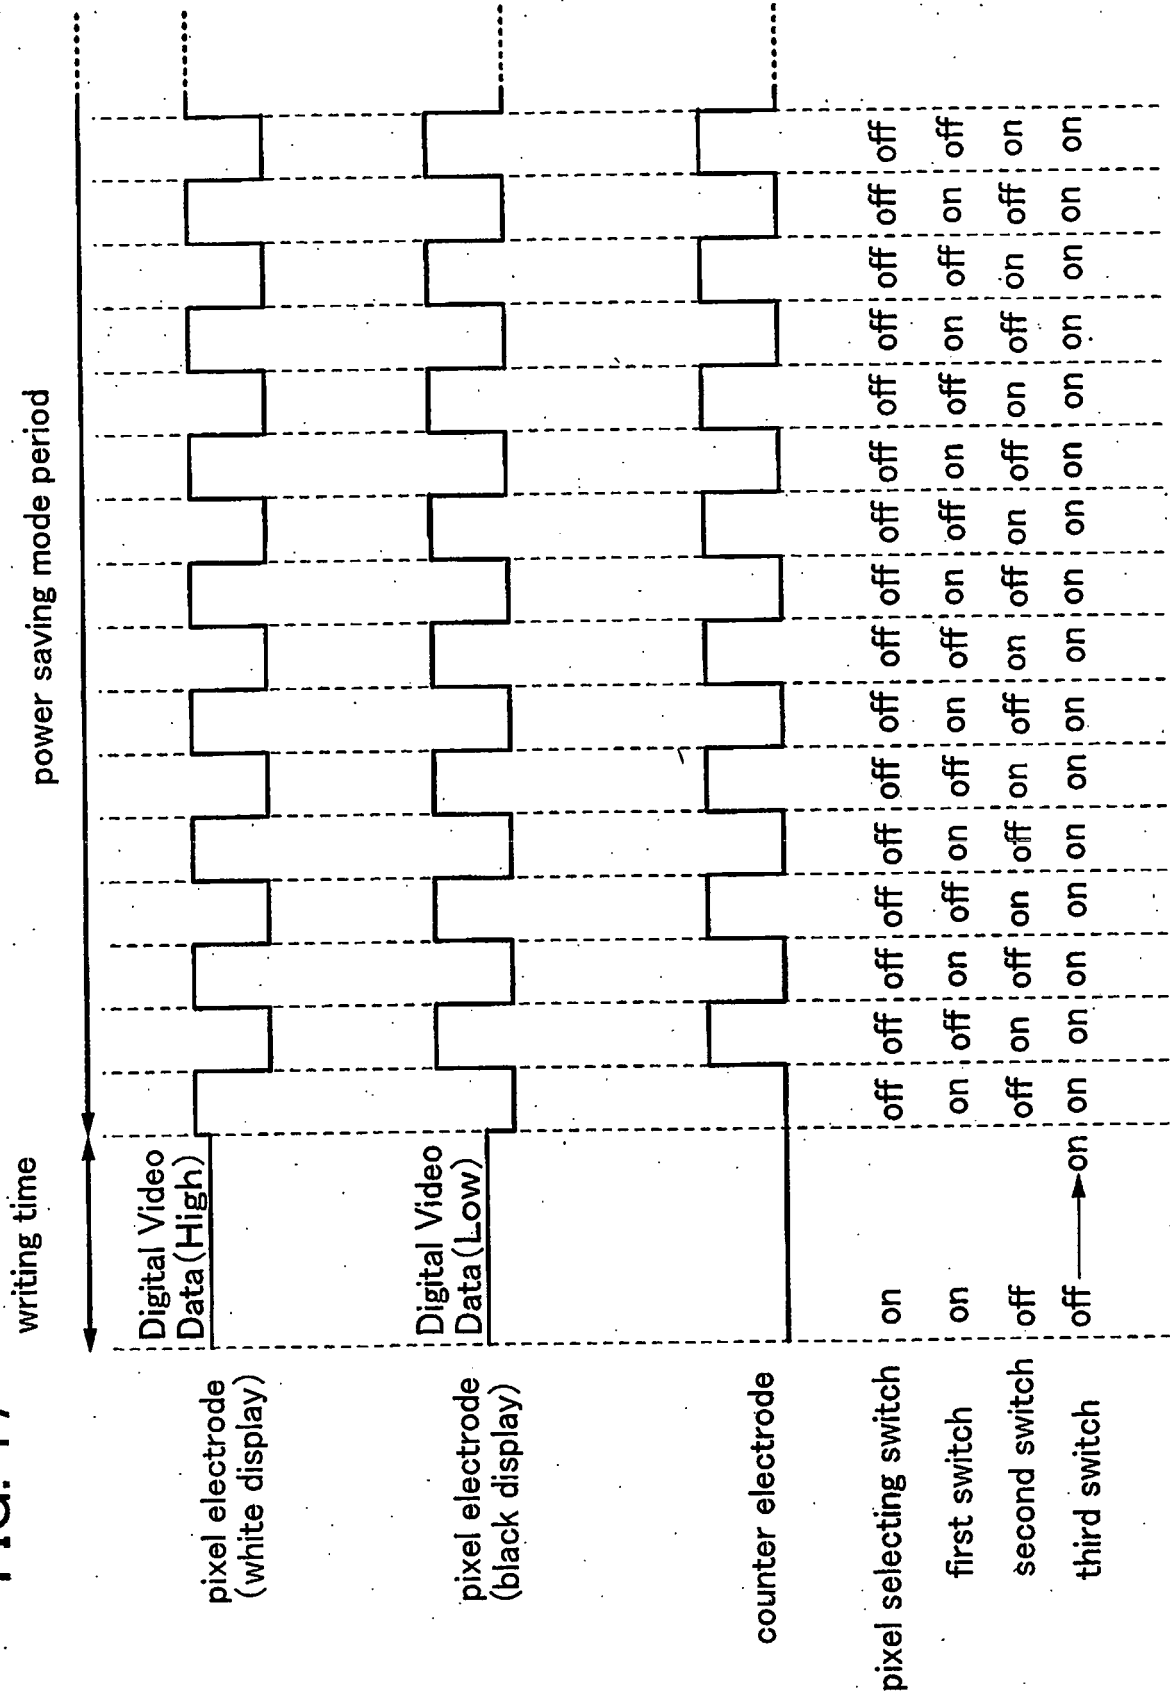 FIG.
writing time
power saving mode period
pixel electrode
(white display)
Digital Video
Data(High)
pixel electrode
(black display)
Digital Video
Data(Low)
counter electrode
pixel selecting switch on off off off off off off off off off off off off off off off off
first switch on on off on off on off on off on off on off on off on off
second switch off off on off on off on off on off on off on off on off on
third switch off→on on on on on on on on on on on on on on on on on